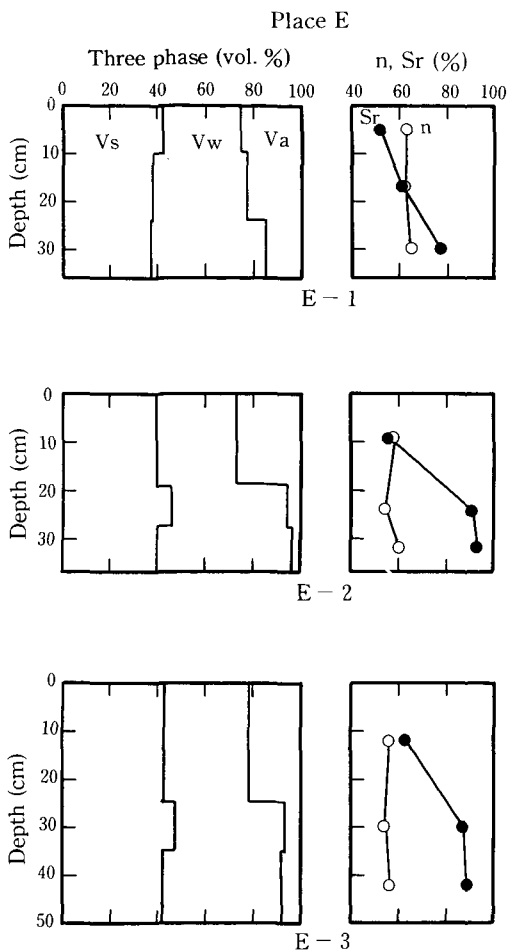 Place E
Three phase (vol. %)
n, Sr (%)
0 20 40 60 80 100
40 60 80 100
0
10
20
30
Depth (cm)
Vs Vw Va
Sr n
E − 1
0
10
20
30
Depth (cm)
E − 2
0
10
20
30
40
50
Depth (cm)
E − 3